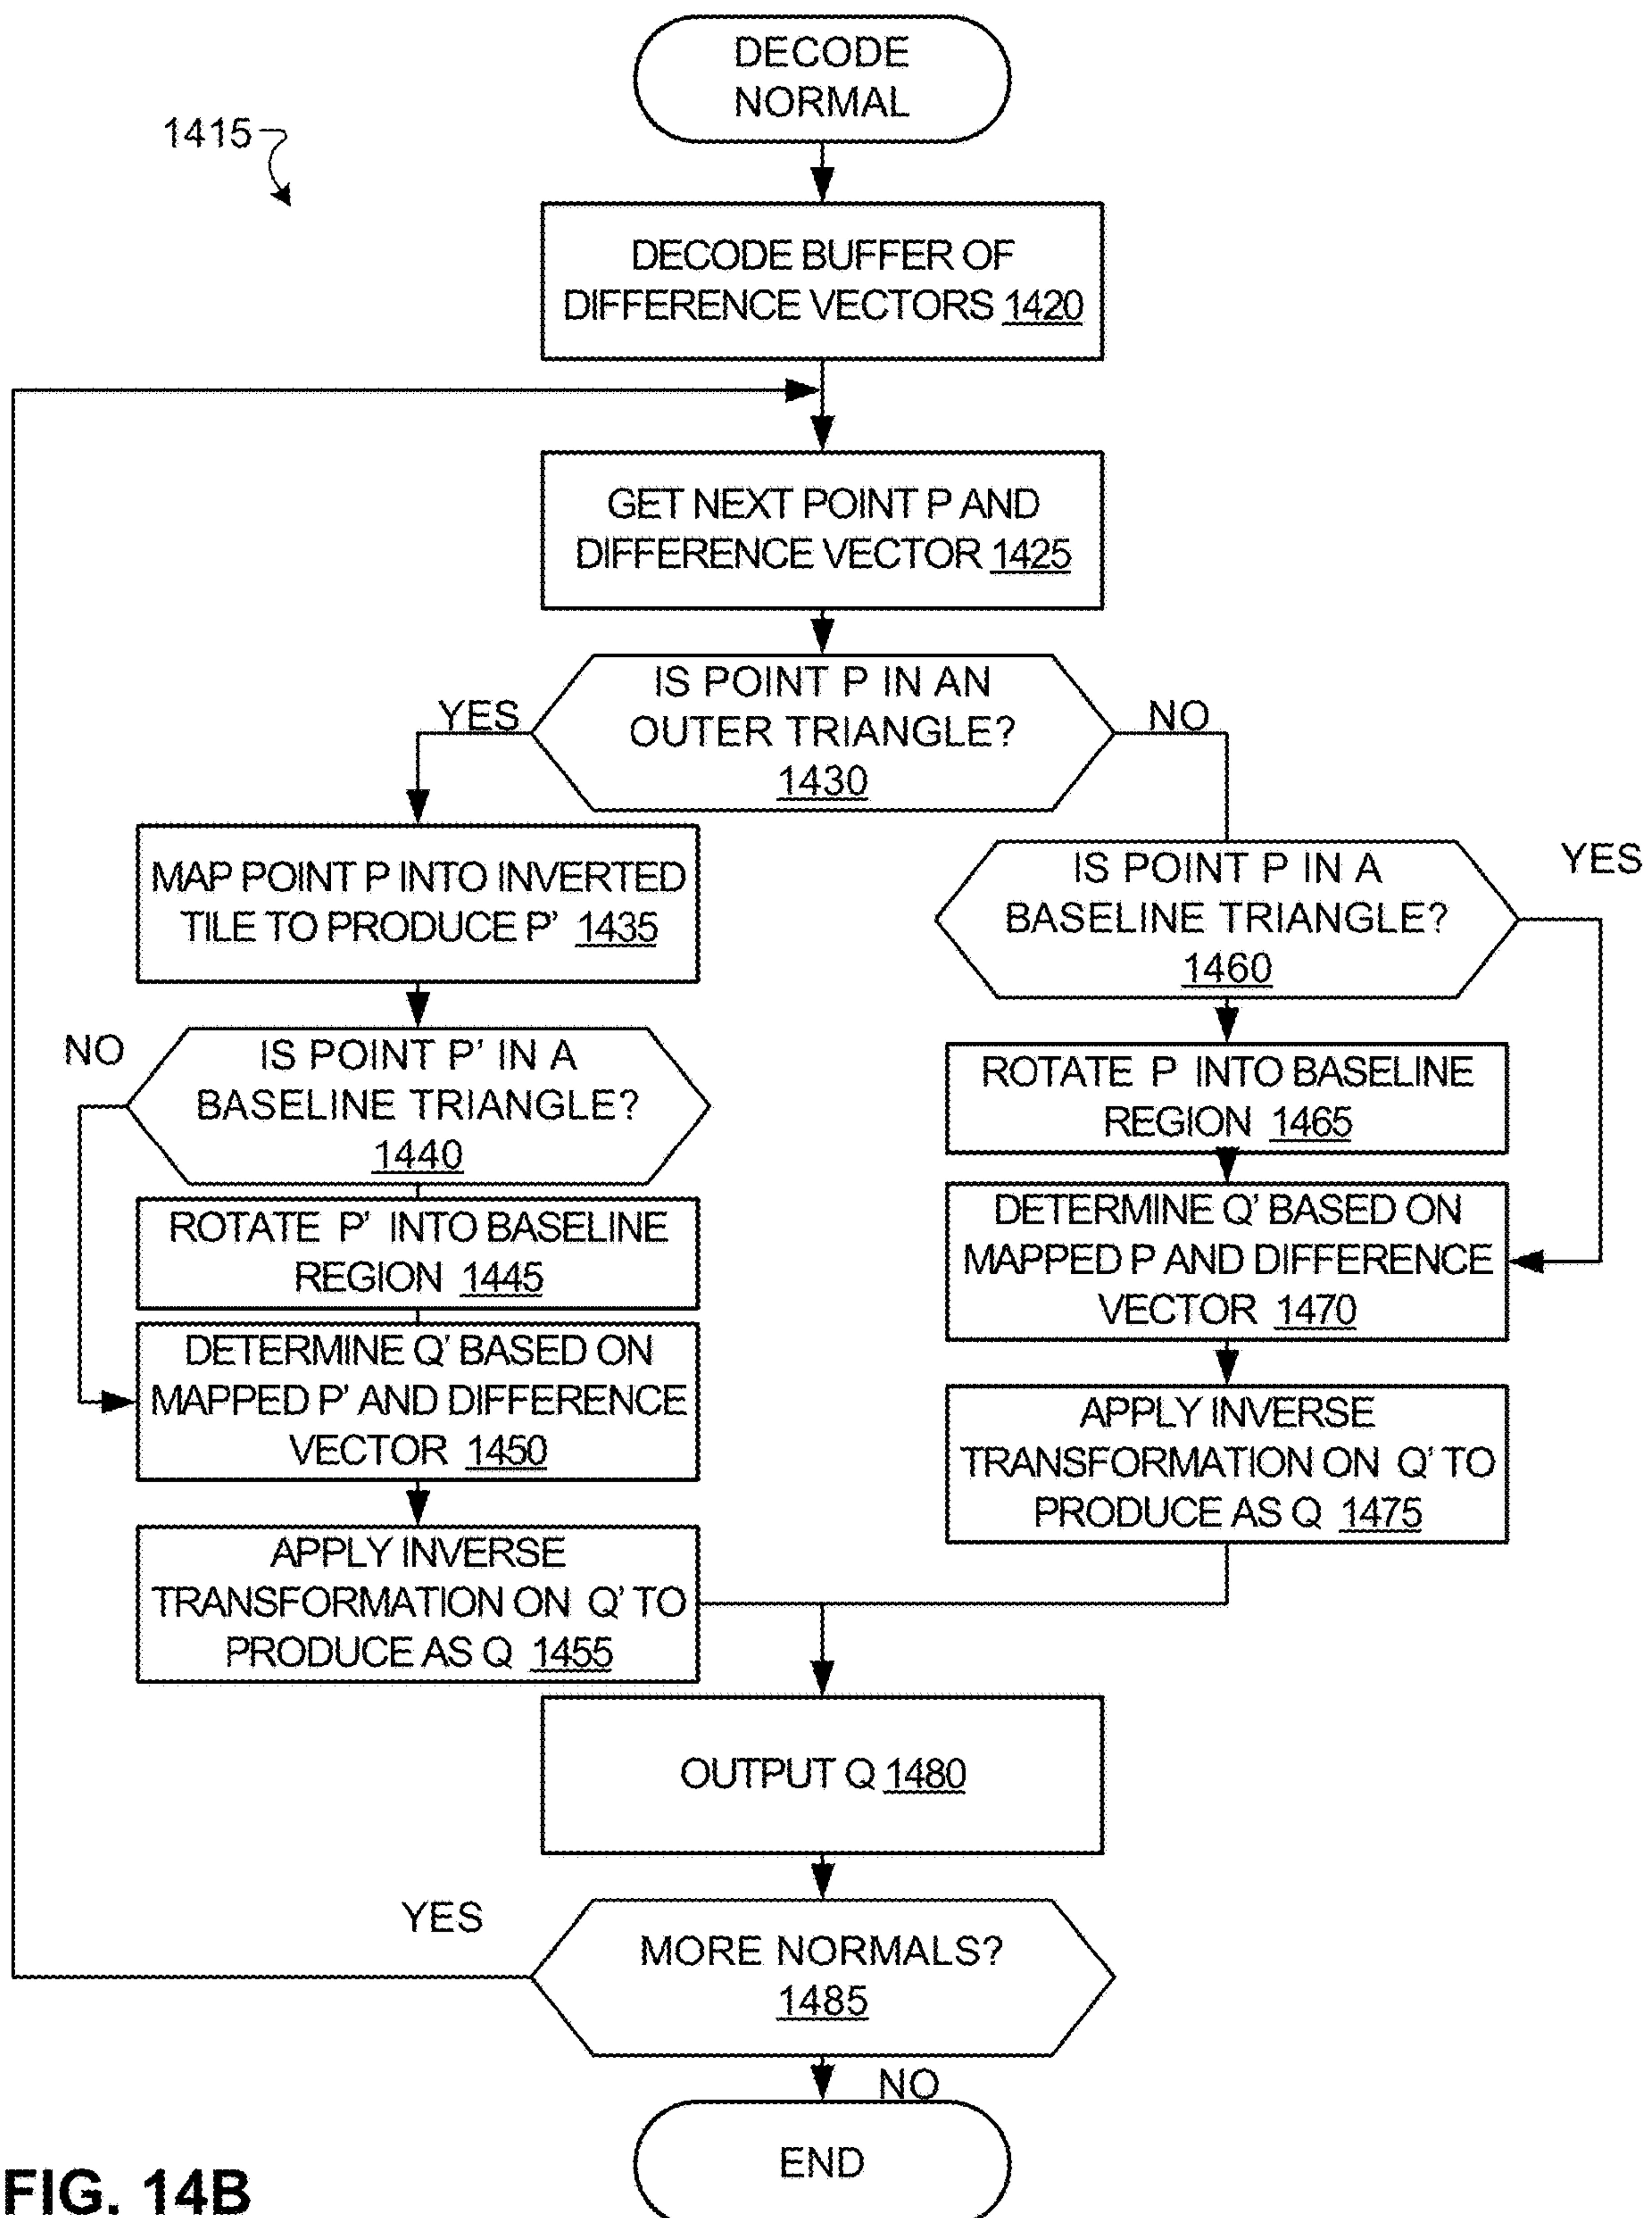 DECODE
NORMAL
1415
DECODE BUFFER OF
DIFFERENCE VECTORS 1420
GET NEXT POINT P AND
DIFFERENCE VECTOR 1425
IS POINT P IN AN
OUTER TRIANGLE?
1430
YES
NO
MAP POINT P INTO INVERTED
TILE TO PRODUCE P' 1435
IS POINT P IN A
BASELINE TRIANGLE?
1460
YES
NO
IS POINT P' IN A
BASELINE TRIANGLE?
1440
ROTATE P INTO BASELINE
REGION 1465
ROTATE P' INTO BASELINE
REGION 1445
DETERMINE Q' BASED ON
MAPPED P AND DIFFERENCE
VECTOR 1470
DETERMINE Q' BASED ON
MAPPED P' AND DIFFERENCE
VECTOR 1450
APPLY INVERSE
TRANSFORMATION ON Q' TO
PRODUCE AS Q 1475
APPLY INVERSE
TRANSFORMATION ON Q' TO
PRODUCE AS Q 1455
OUTPUT Q 1480
YES
MORE NORMALS?
1485
NO
END
FIG. 14B